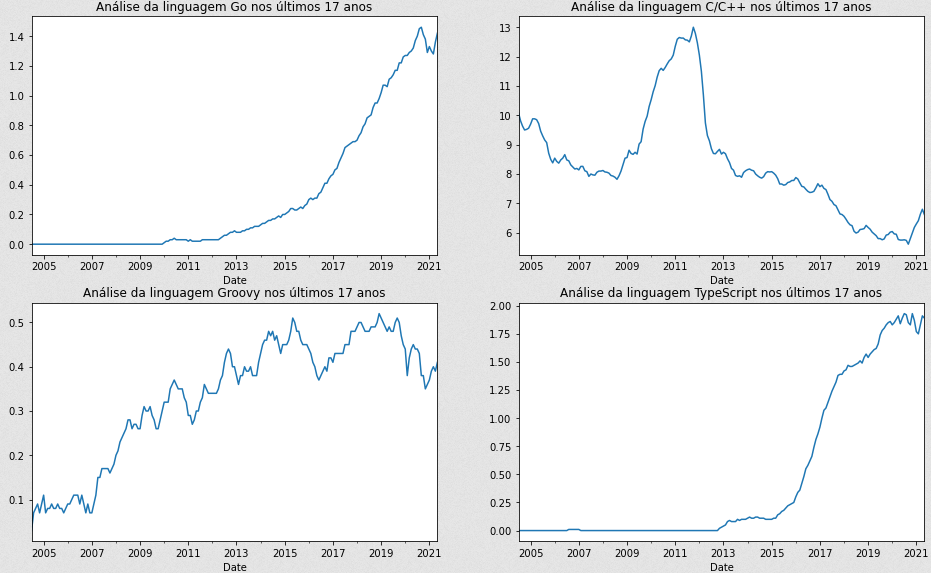 Análise da linguagem Go nos últimos 17 anos
1.4
1.2
1.0
0.8
0.6
0.4
0.2
0.0
2005 2007 2009 2011 2013 2015 2017 2019 2021
Date
Análise da linguagem C/C++ nos últimos 17 anos
13
12
11
10
9
8
7
6
2005 2007 2009 2011 2013 2015 2017 2019 2021
Date
Análise da linguagem Groovy nos últimos 17 anos
0.5
0.4
0.3
0.2
0.1
2005 2007 2009 2011 2013 2015 2017 2019 2021
Date
Análise da linguagem TypeScript nos últimos 17 anos
2.00
1.75
1.50
1.25
1.00
0.75
0.50
0.25
0.00
2005 2007 2009 2011 2013 2015 2017 2019 2021
Date